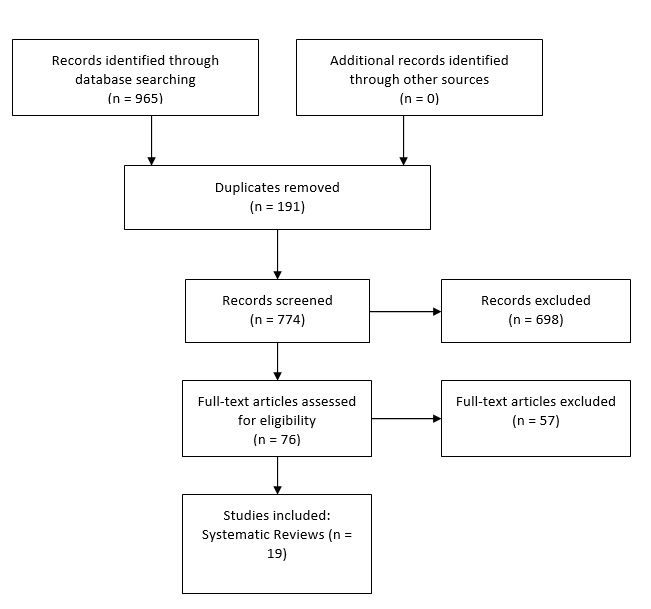 Records identified through
database searching
(n = 965)
Additional records identified
through other sources
(n = 0)
Duplicates removed
(n = 191)
Records screened
(n = 774)
Records excluded
(n = 698)
Full-text articles assessed
for eligibility
(n = 76)
Full-text articles excluded
(n = 57)
Studies included:
Systematic Reviews (n =
19)